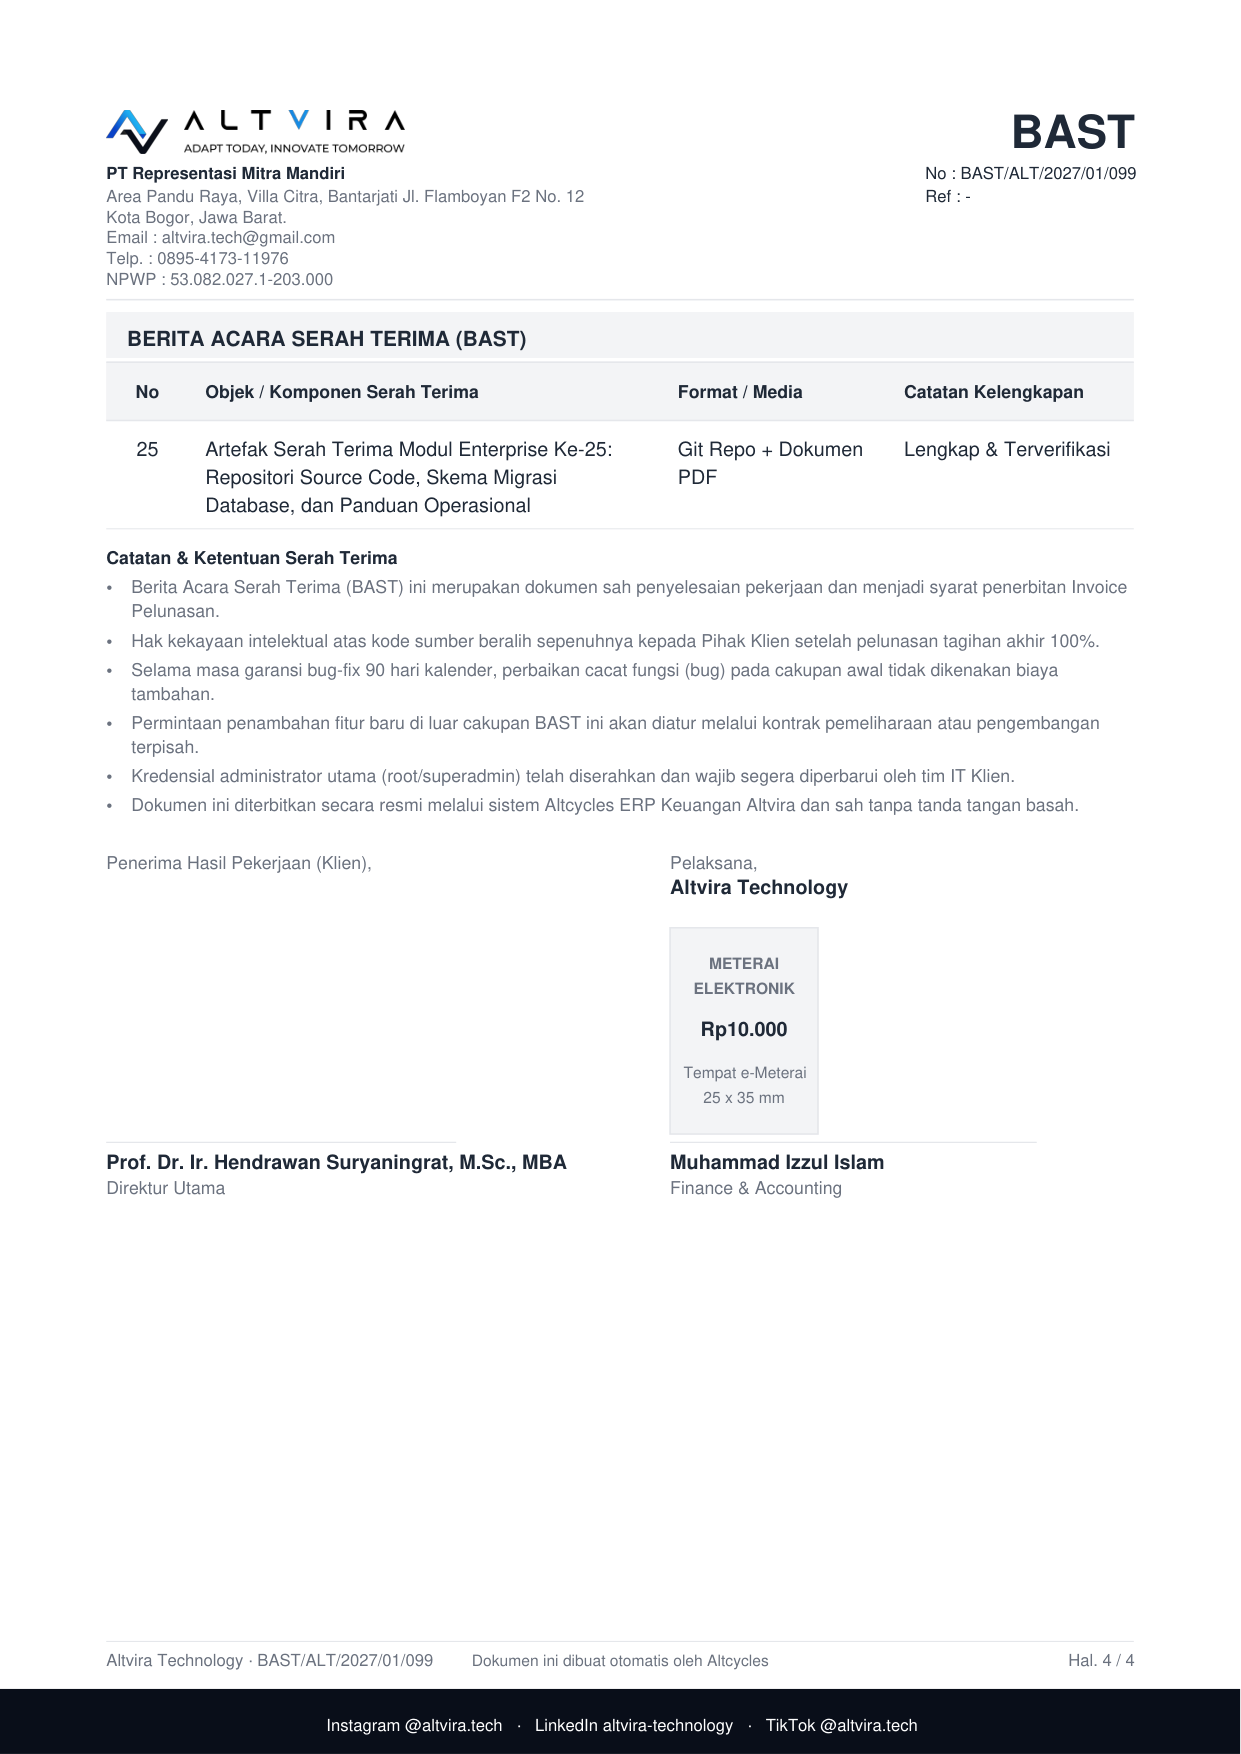 ALTVIRA
ADAPT TODAY, INNOVATE TOMORROW
BAST
PT Representasi Mitra Mandiri
No : BAST/ALT/2027/01/099
Area Pandu Raya, Villa Citra, Bantarjati Jl. Flamboyan F2 No. 12
Ref : -
Kota Bogor, Jawa Barat.
Email : altvira.tech@gmail.com
Telp. : 0895-4173-11976
NPWP : 53.082.027.1-203.000
BERITA ACARA SERAH TERIMA (BAST)
No Objek / Komponen Serah Terima Format / Media Catatan Kelengkapan
25 Artefak Serah Terima Modul Enterprise Ke-25: Git Repo + Dokumen Lengkap & Terverifikasi
Repositori Source Code, Skema Migrasi PDF
Database, dan Panduan Operasional
Catatan & Ketentuan Serah Terima
• Berita Acara Serah Terima (BAST) ini merupakan dokumen sah penyelesaian pekerjaan dan menjadi syarat penerbitan Invoice
Pelunasan.
• Hak kekayaan intelektual atas kode sumber beralih sepenuhnya kepada Pihak Klien setelah pelunasan tagihan akhir 100%.
• Selama masa garansi bug-fix 90 hari kalender, perbaikan cacat fungsi (bug) pada cakupan awal tidak dikenakan biaya
tambahan.
• Permintaan penambahan fitur baru di luar cakupan BAST ini akan diatur melalui kontrak pemeliharaan atau pengembangan
terpisah.
• Kredensial administrator utama (root/superadmin) telah diserahkan dan wajib segera diperbarui oleh tim IT Klien.
• Dokumen ini diterbitkan secara resmi melalui sistem Altcycles ERP Keuangan Altvira dan sah tanpa tanda tangan basah.
Penerima Hasil Pekerjaan (Klien),
Pelaksana,
Altvira Technology
METERAI
ELEKTRONIK
Rp10.000
Tempat e-Meterai
25 x 35 mm
Prof. Dr. Ir. Hendrawan Suryaningrat, M.Sc., MBA
Direktur Utama
Muhammad Izzul Islam
Finance & Accounting
Altvira Technology · BAST/ALT/2027/01/099 Dokumen ini dibuat otomatis oleh Altcycles Hal. 4 / 4
Instagram @altvira.tech · LinkedIn altvira-technology · TikTok @altvira.tech